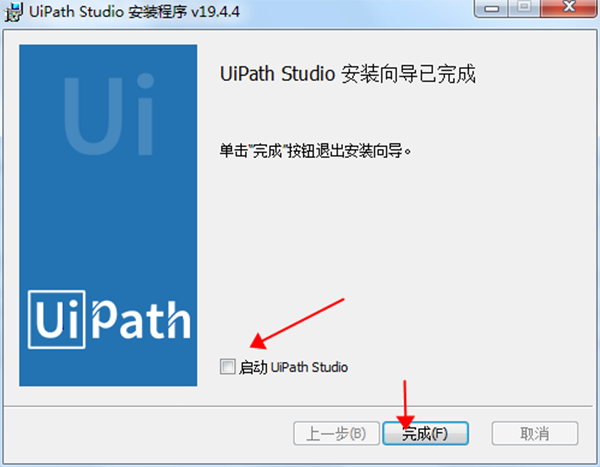 UiPath Studio 安装程序 v19.4.4
Ui
UiPath
UiPath Studio 安装向导已完成
单击"完成"按钮退出安装向导。
启动 UiPath Studio
上一步(B)
完成(F)
取消